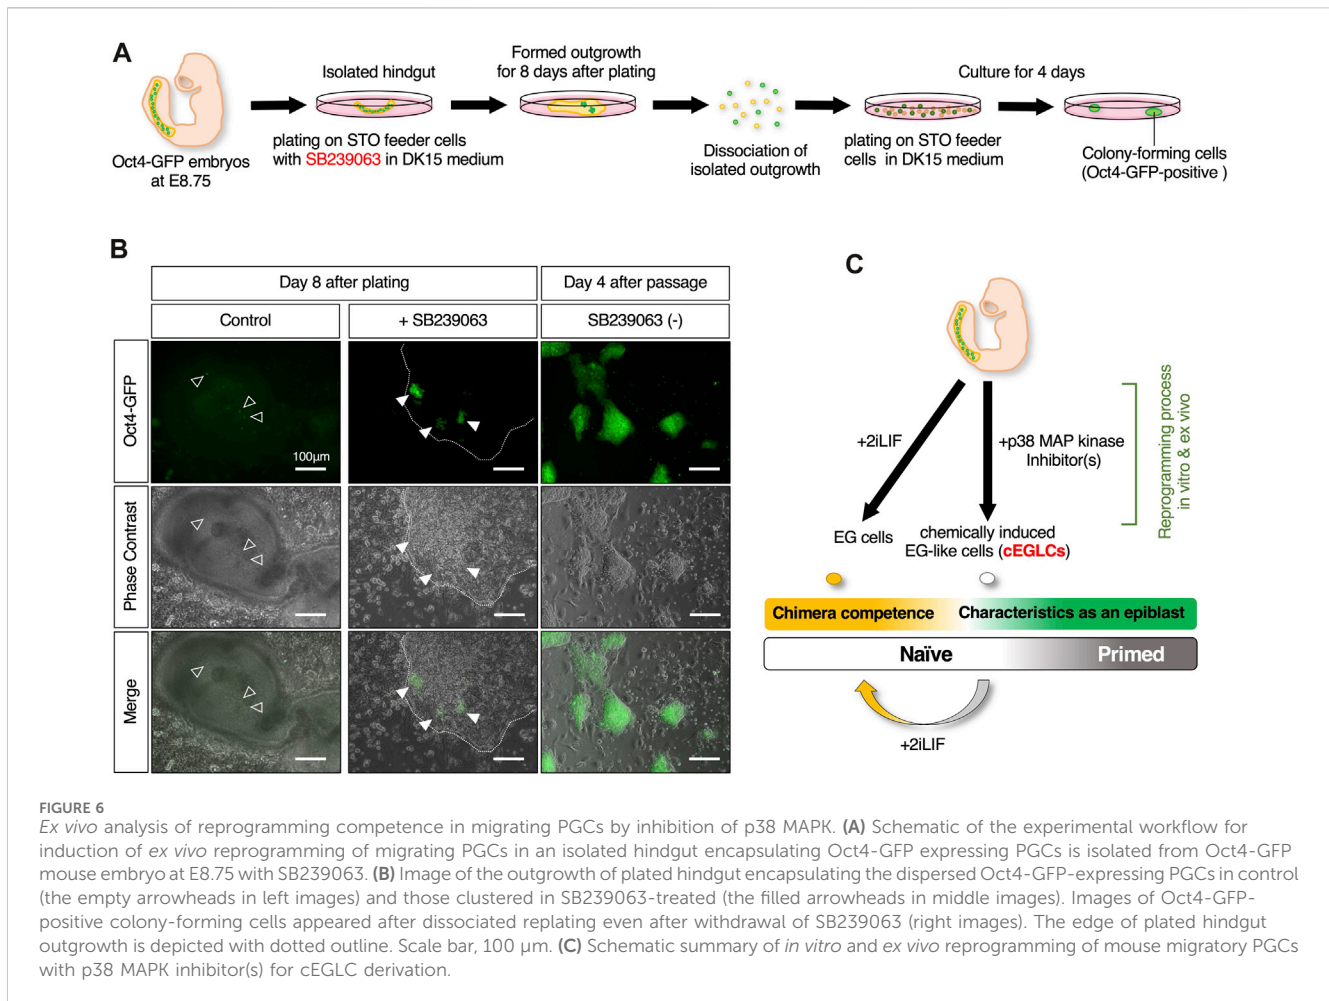 A
Oct4-GFP embryos
at E8.75
Isolated hindgut
plating on STO feeder cells
with SB239063 in DK15 medium
Formed outgrowth
for 8 days after plating
Dissociation of
isolated outgrowth
plating on STO feeder
cells in DK15 medium
Culture for 4 days
Colony-forming cells
(Oct4-GFP-positive )
B
Day 8 after plating
Day 4 after passage
Control
+ SB239063
SB239063 (-)
Oct4-GFP
100μm
Phase Contrast
Merge
C
+2iLIF
+p38 MAP kinase
Inhibitor(s)
Reprogramming process
in vitro & ex vivo
EG cells
chemically induced
EG-like cells (cEGLCs)
Chimera competence
Characteristics as an epiblast
Naïve
Primed
+2iLIF
FIGURE 6
Ex vivo analysis of reprogramming competence in migrating PGCs by inhibition of p38 MAPK. (A) Schematic of the experimental workflow for
induction of ex vivo reprogramming of migrating PGCs in an isolated hindgut encapsulating Oct4-GFP expressing PGCs is isolated from Oct4-GFP
mouse embryo at E8.75 with SB239063. (B) Image of the outgrowth of plated hindgut encapsulating the dispersed Oct4-GFP-expressing PGCs in control
(the empty arrowheads in left images) and those clustered in SB239063-treated (the filled arrowheads in middle images). Images of Oct4-GFP-
positive colony-forming cells appeared after dissociated replating even after withdrawal of SB239063 (right images). The edge of plated hindgut
outgrowth is depicted with dotted outline. Scale bar, 100 μm. (C) Schematic summary of in vitro and ex vivo reprogramming of mouse migratory PGCs
with p38 MAPK inhibitor(s) for cEGLC derivation.